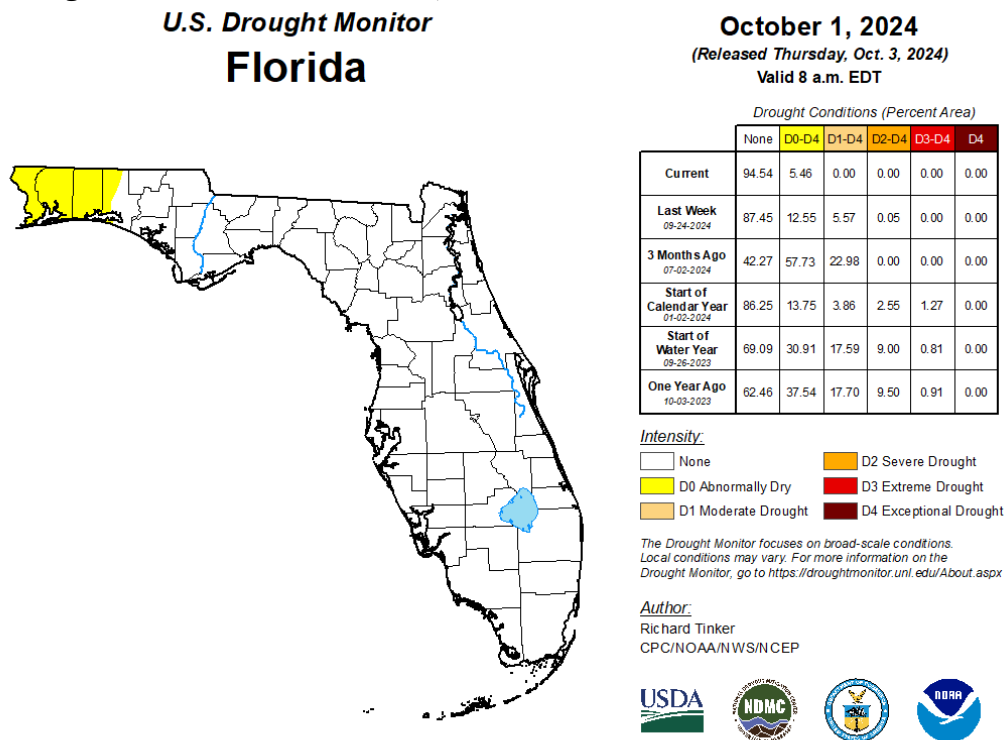 U.S. Drought Monitor
Florida
October 1, 2024
(Released Thursday, Oct. 3, 2024)
Valid 8 a.m. EDT
Drought Conditions (Percent Area)
None D0-D4 D1-D4 D2-D4 D3-D4 D4
Current 94.54 5.46 0.00 0.00 0.00 0.00
Last Week
09-24-2024
87.45 12.55 5.57 0.05 0.00 0.00
3 Months Ago
07-02-2024
42.27 57.73 22.98 0.00 0.00 0.00
Start of
Calendar Year
01-02-2024
86.25 13.75 3.86 2.55 1.27 0.00
Start of
Water Year
09-26-2023
69.09 30.91 17.59 9.00 0.81 0.00
One Year Ago
10-03-2023
62.46 37.54 17.70 9.50 0.91 0.00
Intensity:
None
D0 Abnormally Dry
D1 Moderate Drought
D2 Severe Drought
D3 Extreme Drought
D4 Exceptional Drought
The Drought Monitor focuses on broad-scale conditions.
Local conditions may vary. For more information on the
Drought Monitor, go to https://droughtmonitor.unl.edu/About.aspx
Author:
Richard Tinker
CPC/NOAA/NWS/NCEP
USDA
NDMC
NOAA